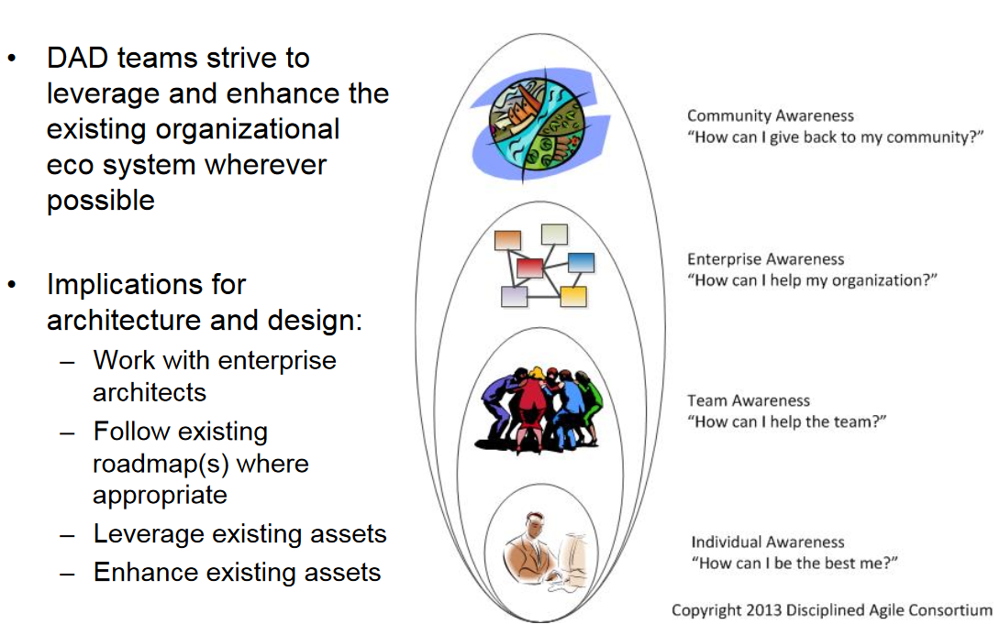 • DAD teams strive to
leverage and enhance the
existing organizational
eco system wherever
possible
• Implications for
architecture and design:
– Work with enterprise
architects
– Follow existing
roadmap(s) where
appropriate
– Leverage existing assets
– Enhance existing assets
Community Awareness
“How can I give back to my community?”
Enterprise Awareness
“How can I help my organization?”
Team Awareness
“How can I help the team?”
Individual Awareness
“How can I be the best me?”
Copyright 2013 Disciplined Agile Consortium